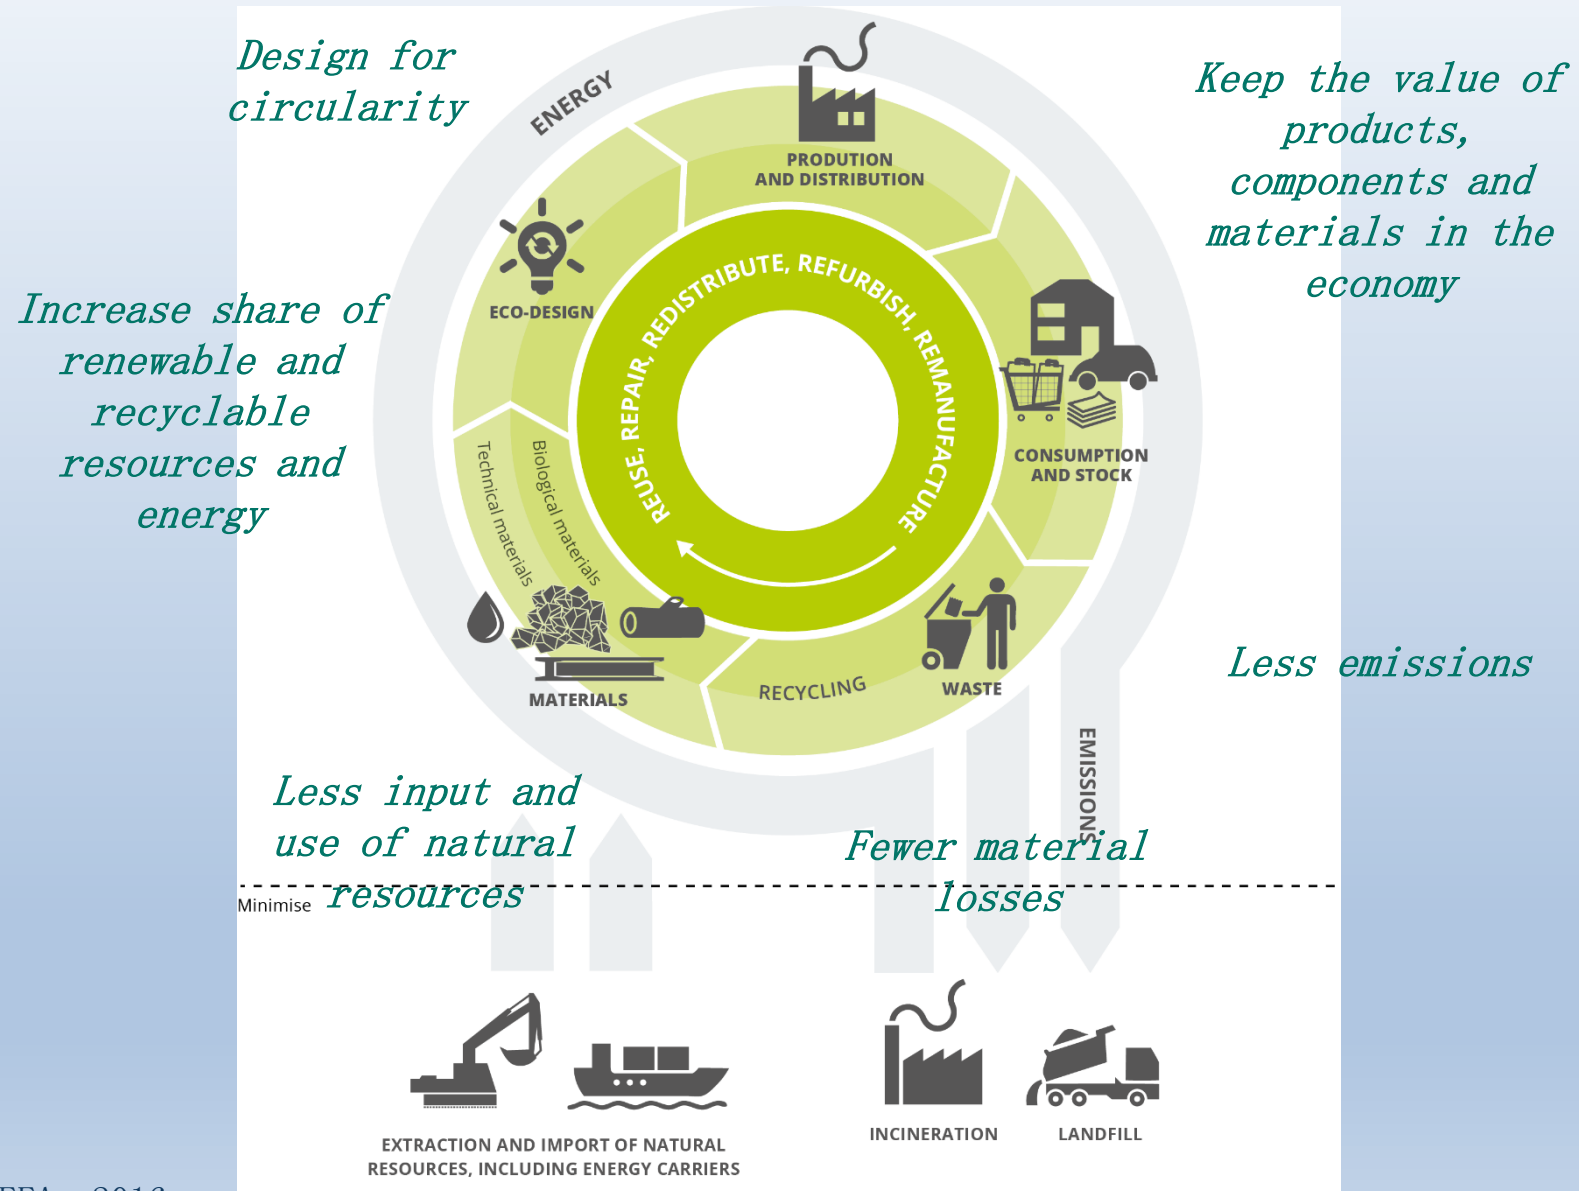 Design for
circularity
Keep the value of
products,
components and
materials in the
economy
ENERGY
PRODUTION
AND DISTRIBUTION
ECO-DESIGN
REUSE, REPAIR, REDISTRIBUTE, REFURBISH, REMANUFACTURE
Increase share of
renewable and
recyclable
resources and
energy
CONSUMPTION
AND STOCK
Technical materials
Biological materials
MATERIALS
RECYCLING
WASTE
Less emissions
EMISSIONS
Less input and
use of natural
resources
Fewer material
losses
Minimise
EXTRACTION AND IMPORT OF NATURAL
RESOURCES, INCLUDING ENERGY CARRIERS
INCINERATION
LANDFILL